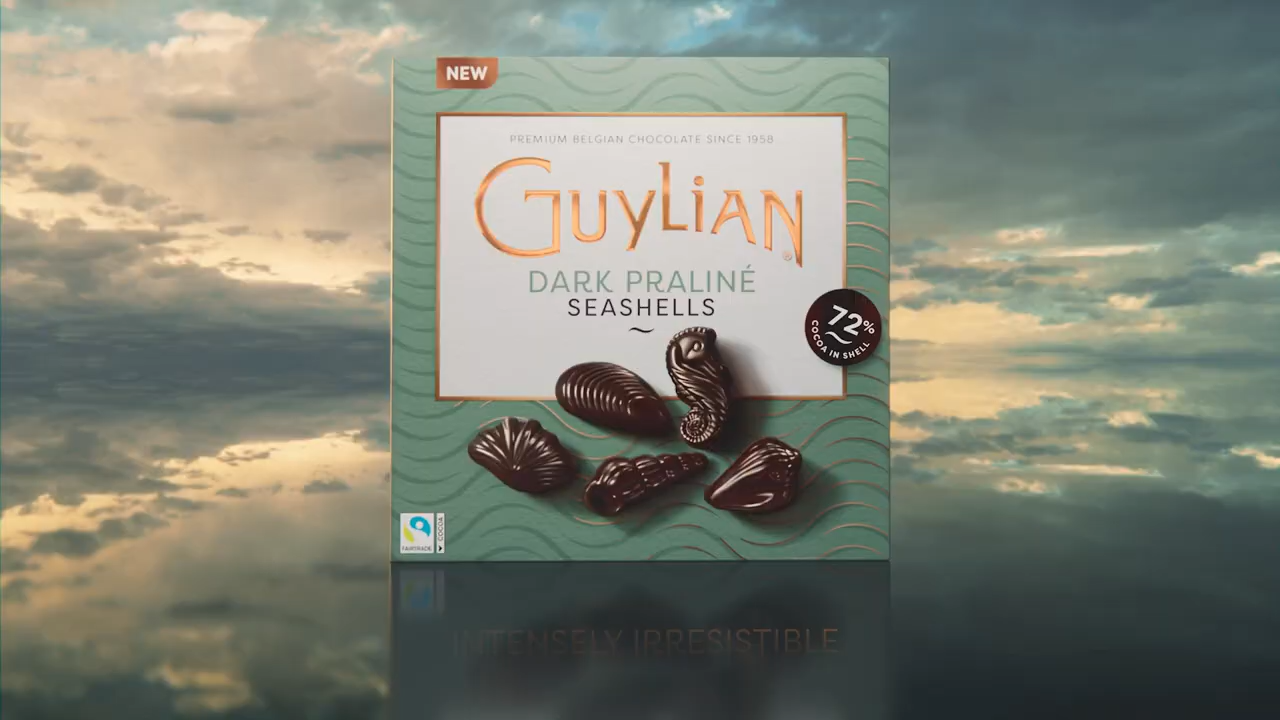 NEW
PREMIUM BELGIAN CHOCOLATE SINCE 1958
GUYLIAN
®
DARK PRALINÉ
SEASHELLS
72%
COCOA IN SHELL
FAIRTRADE
COCOA
INTENSELY IRRESISTIBLE